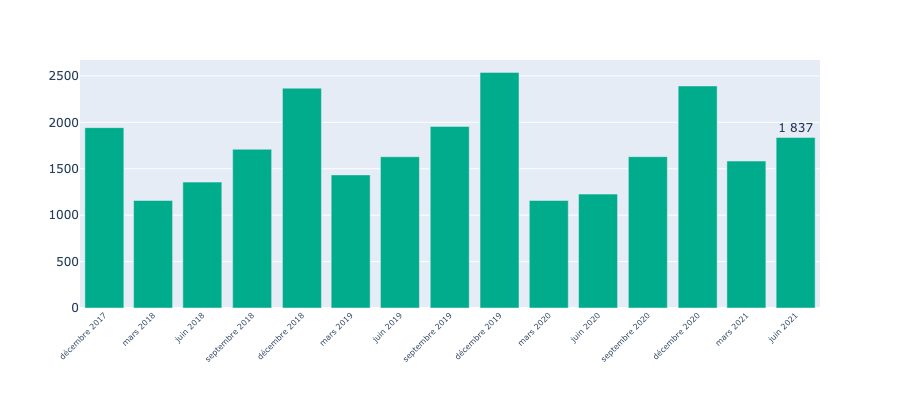 2500
2000
1500
1000
500
0
1 837
décembre 2017
mars 2018
juin 2018
septembre 2018
décembre 2018
mars 2019
juin 2019
septembre 2019
décembre 2019
mars 2020
juin 2020
septembre 2020
décembre 2020
mars 2021
juin 2021